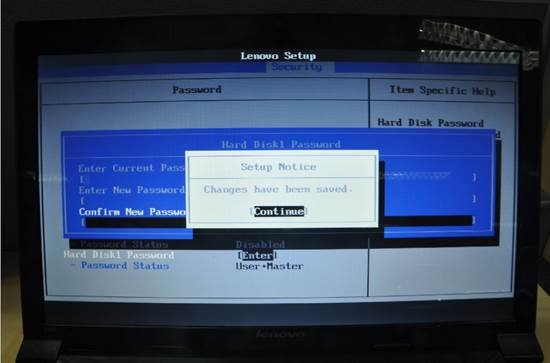 Lenovo Setup
Security
Password
Item Specific Help
Hard Disk Password
Hard Disk1 Password
Enter Current Pass
[
]
Setup Notice
Changes have been saved.
Enter New Password
[
]
Confirm New Passwo
[Continue]
[
]
Password Status Disabled
Hard Disk1 Password [Enter]
- Password Status User+Master
lenovo